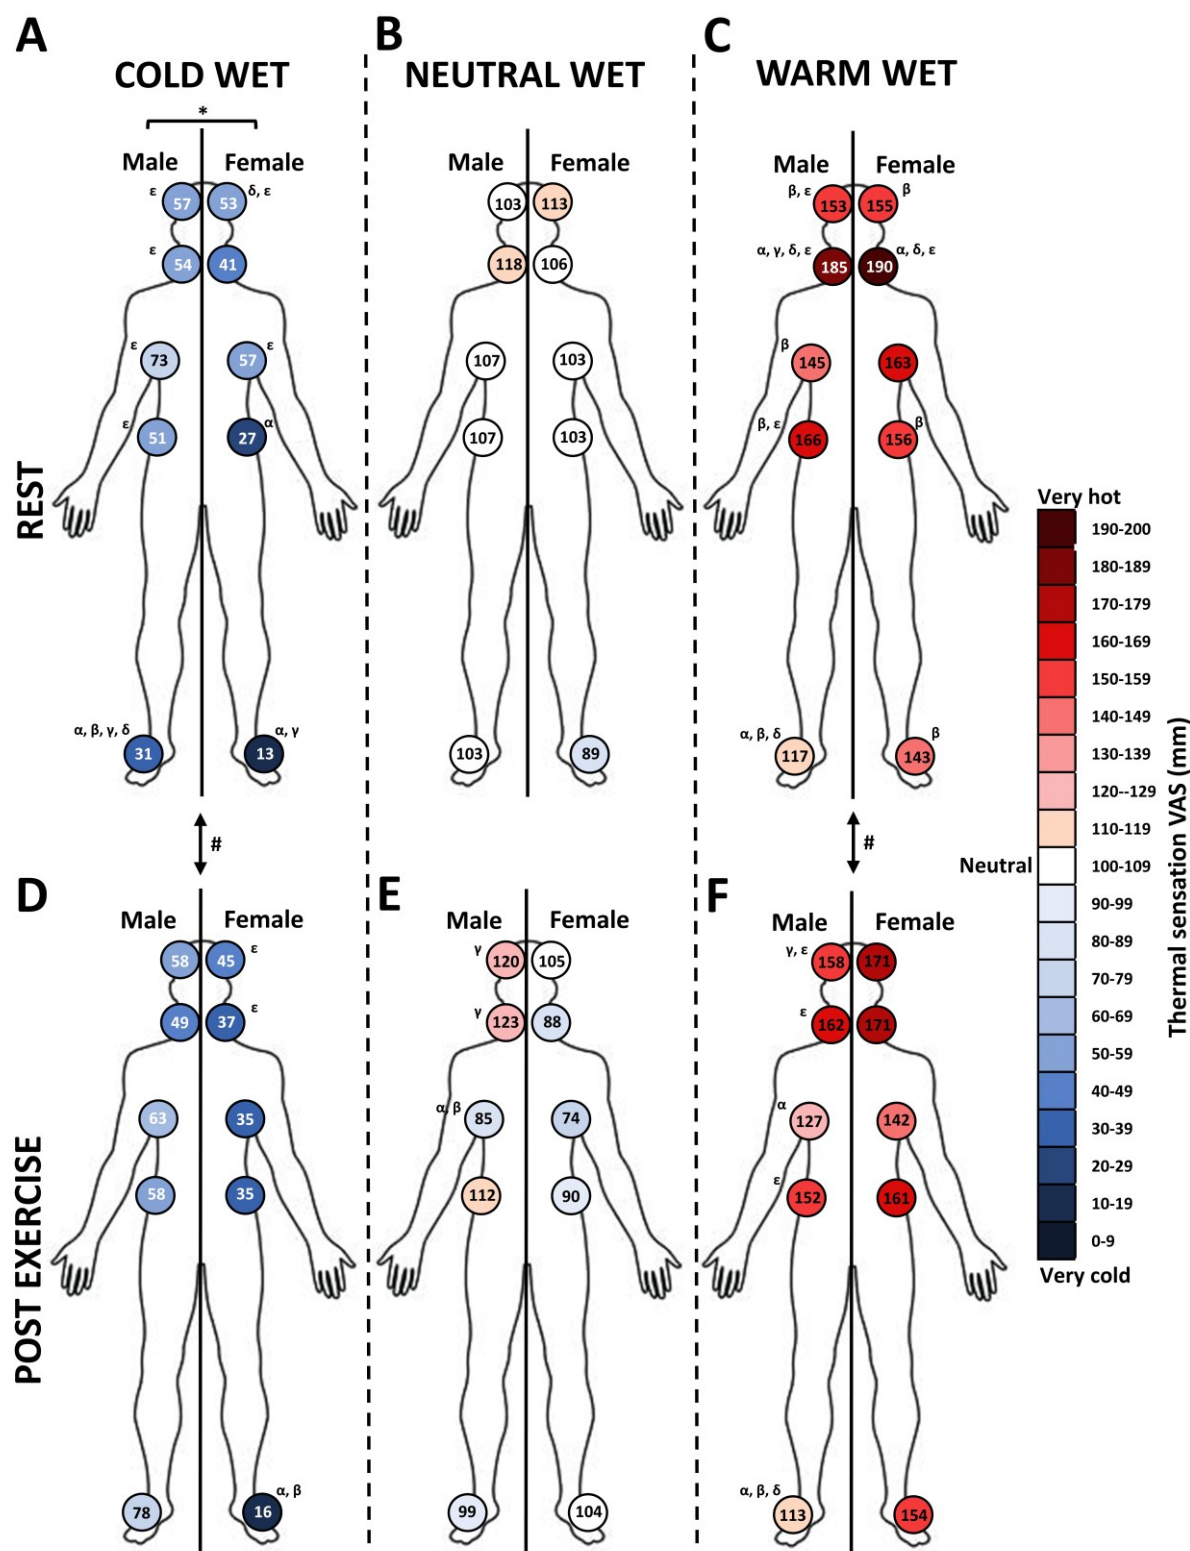 A
B
C
COLD WET
NEUTRAL WET
WARM WET
*
Male Female
Male Female
Male Female
ε 57 53 δ, ε
103 113
β, ε 153 155 β
ε 54 41
118 106
α, γ, δ, ε 185 190 α, δ, ε
ε 73 57 ε
107 103
β 145 163
ε 51 27 α
107 103
β, ε 166 156 β
REST
α, β, γ, δ 31 13 α, γ
103 89
α, β, δ 117 143 β
#
#
Very hot
190-200
180-189
170-179
160-169
150-159
140-149
130-139
120--129
110-119
Neutral 100-109
90-99
80-89
70-79
60-69
50-59
40-49
30-39
20-29
10-19
0-9
Very cold
Thermal sensation VAS (mm)
D
E
F
Male Female
Male Female
Male Female
58 45 ε
γ 120 105
γ, ε 158 171
49 37 ε
γ 123 88
ε 162 171
63 35
α, β 85 74
α 127 142
58 35
112 90
ε 152 161
POST EXERCISE
78 16 α, β
99 104
α, β, δ 113 154